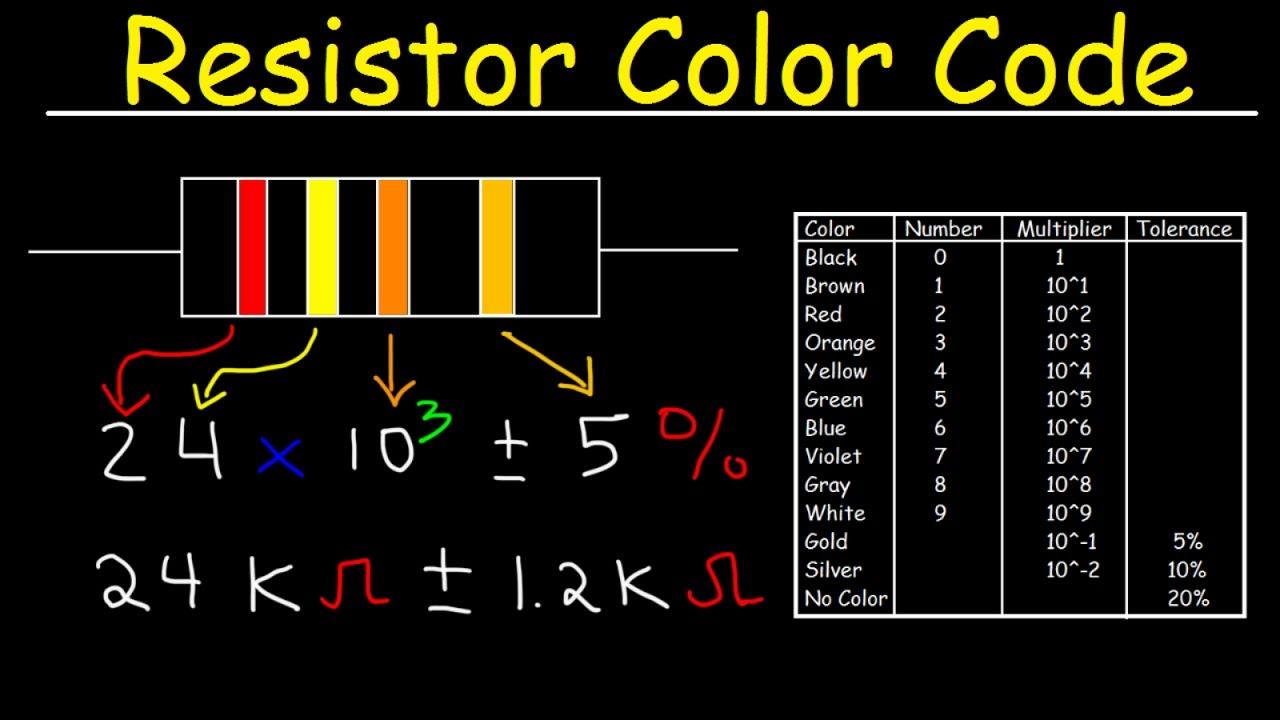 Resistor Color Code
24 × 10^3 ± 5 %
24 K Ω ± 1.2 K Ω
Color Number Multiplier Tolerance
Black 0 1
Brown 1 10^1
Red 2 10^2
Orange 3 10^3
Yellow 4 10^4
Green 5 10^5
Blue 6 10^6
Violet 7 10^7
Gray 8 10^8
White 9 10^9
Gold 10^-1 5%
Silver 10^-2 10%
No Color 20%